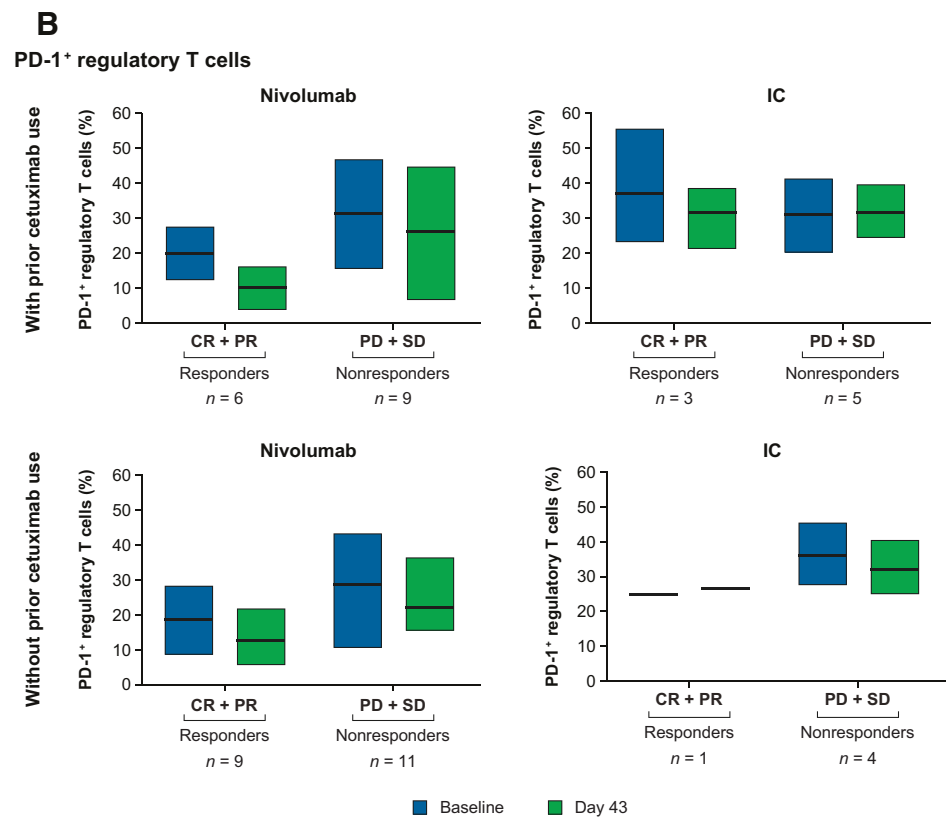 B
PD-1⁺ regulatory T cells
With prior cetuximab use
Nivolumab
PD-1⁺ regulatory T cells (%)
60
50
40
30
20
10
0
CR + PR
PD + SD
Responders
Nonresponders
n = 6
n = 9
IC
PD-1⁺ regulatory T cells (%)
60
50
40
30
20
10
0
CR + PR
PD + SD
Responders
Nonresponders
n = 3
n = 5
Without prior cetuximab use
Nivolumab
PD-1⁺ regulatory T cells (%)
60
50
40
30
20
10
0
CR + PR
PD + SD
Responders
Nonresponders
n = 9
n = 11
IC
PD-1⁺ regulatory T cells (%)
60
50
40
30
20
10
0
CR + PR
PD + SD
Responders
Nonresponders
n = 1
n = 4
Baseline
Day 43